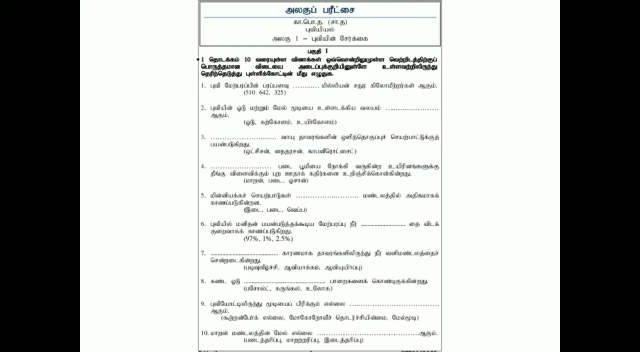 அலகுப் பரீட்சை
கா.பொ.த. (சா.த)
புவியியல்
அலகு 1 – புவியின் சேர்க்கை
பகுதி I
• 1 தொடக்கம் 10 வரையுள்ள வினாக்கள் ஒவ்வொன்றினுமுள்ள வெற்றிடத்திற்குப்
பொருத்தமான விடையை அடைப்புக்குறியினுள்ளே உள்ளவற்றிலிருந்து
தெரிந்தெடுத்து புள்ளிக்கோட்டின் மீது எழுதுக.
1. புவி மேற்பரப்பின் பரப்பளவு ………… மில்லியன் சதுர கிலோமீற்றர்கள் ஆகும்.
(510 642, 325)
2. புவியின் ஓடு மற்றும் மேல் மூடியை உள்ளடக்கிய வலயம் ……………………
ஆகும்.
(ஓடு, கற்கோளம், உயிர்கோளம்)
3. …………………… வாயு தாவரங்களின் ஒளித்தொகுப்புச் செயற்பாட்டுக்குத்
பயன்படுகிறது.
(ஒட்சிசன், நைதரசன், காபனீரொட்சைட்)
4. …………………… படை பூமியை நோக்கி வருகின்ற உயிரினங்களுக்கு
தீங்கு விளைவிக்கும் புற ஊதாக் கதிர்களை உறிஞ்சிக்கொள்கின்றது.
(மாறன், படை, ஓசோன்)
5. மின்னியக்கச் செயற்பாடுகள் …………………… மண்டலத்தில் அதிகமாகக்
காணப்படுகின்றன.
(இடை, படை, வெப்ப)
6. புவியில் மனிதன் பயன்படுத்தக்கூடிய மேற்பரப்பு நீர் ........................ தை விடக்
குறைவாகக் காணப்படுகின்றது.
(97%, 1%, 2.5%)
7. ........................................ காரணமாக தாவரங்களிலிருந்து நீர் வளிமண்டலத்தைச்
சென்றடைகின்றது.
(படிவுவீழ்ச்சி, ஆவியாக்கம், ஆவியுயிர்ப்பு)
8. கண்ட ஓடு ........................................ பாறைகளைக் கொண்டிருக்கின்றது.
(பசோல்ட், கருங்கல், உலோக)
9. புவியோட்டிலிருந்து மூடியைப் பிரிக்கும் எல்லை …………………… ஆகும்.
(கூற்றன்பேர்க் எல்லை, மோகோறோவிச் தொடர்ச்சியின்மை, மேல்மூடி)
10. மாறன் மண்டலத்தின் மேல் எல்லை ……………………ஆகும்.
(படைத்தரிப்பு, மாறற்தரிப்பு, இடைத்தரிப்பு)